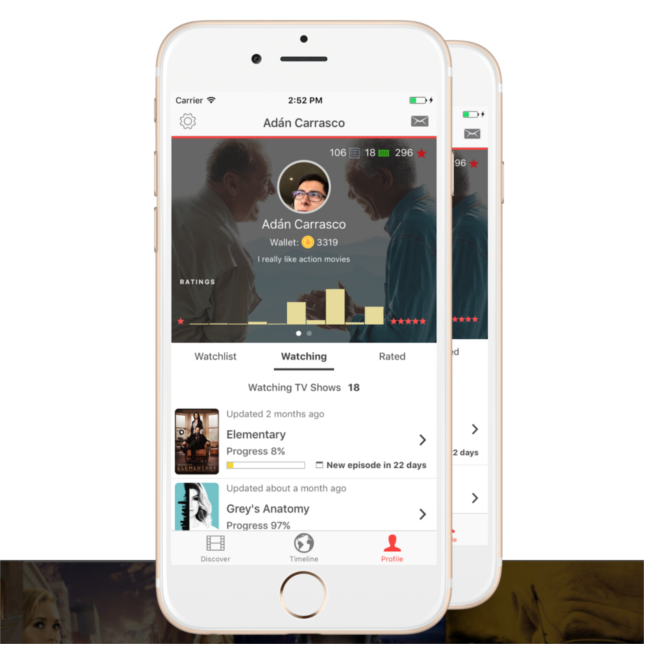 Carrier 2:52 PM
Adán Carrasco
106 18 296
Adán Carrasco
Wallet: 3319
I really like action movies
RATINGS
Watchlist Watching Rated
Watching TV Shows 18
Updated 2 months ago
Elementary
Progress 8%
New episode in 22 days
ELEMENTARY
Updated about a month ago
Grey's Anatomy
Progress 97%
Discover Timeline Profile
96
ed
2 days